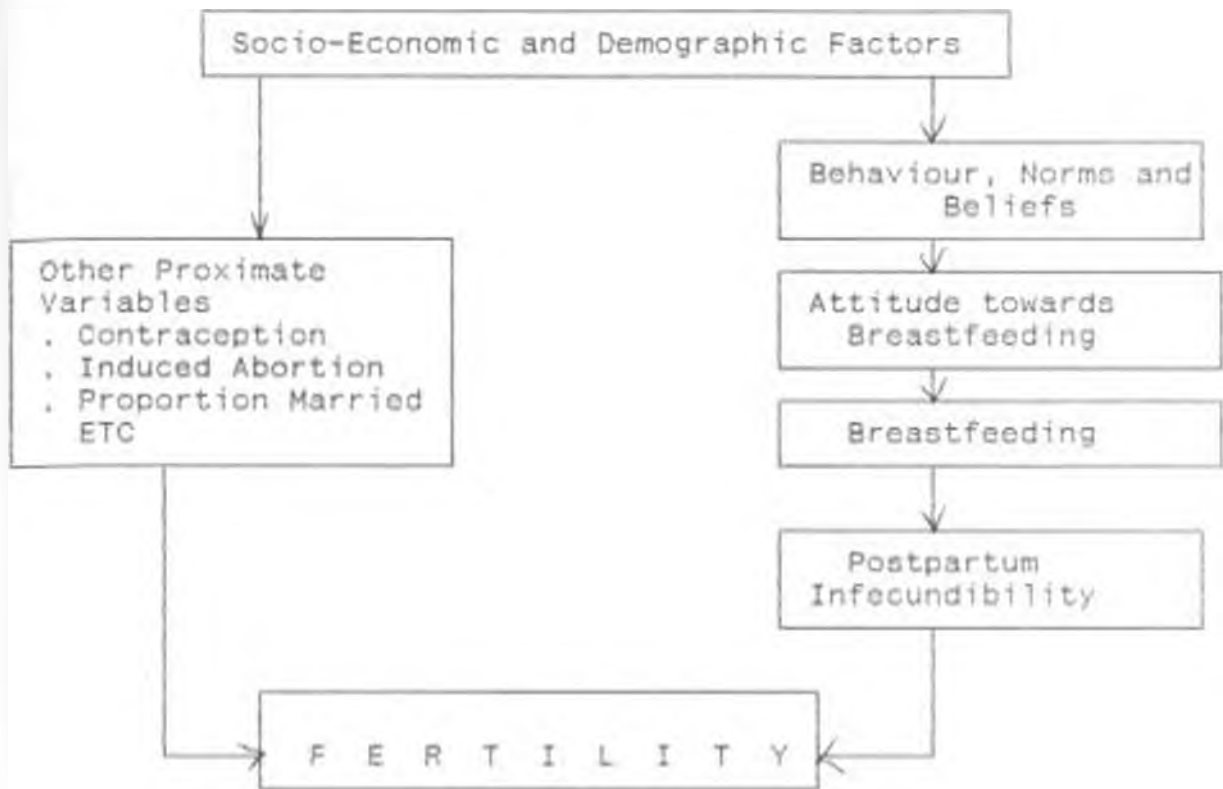 Socio-Economic and Demographic Factors
Behaviour, Norms and
Beliefs
Other Proximate
Variables
. Contraception
. Induced Abortion
. Proportion Married
ETC
Attitude towards
Breastfeeding
Breastfeeding
Postpartum
Infecundibility
F E R T I L I T Y